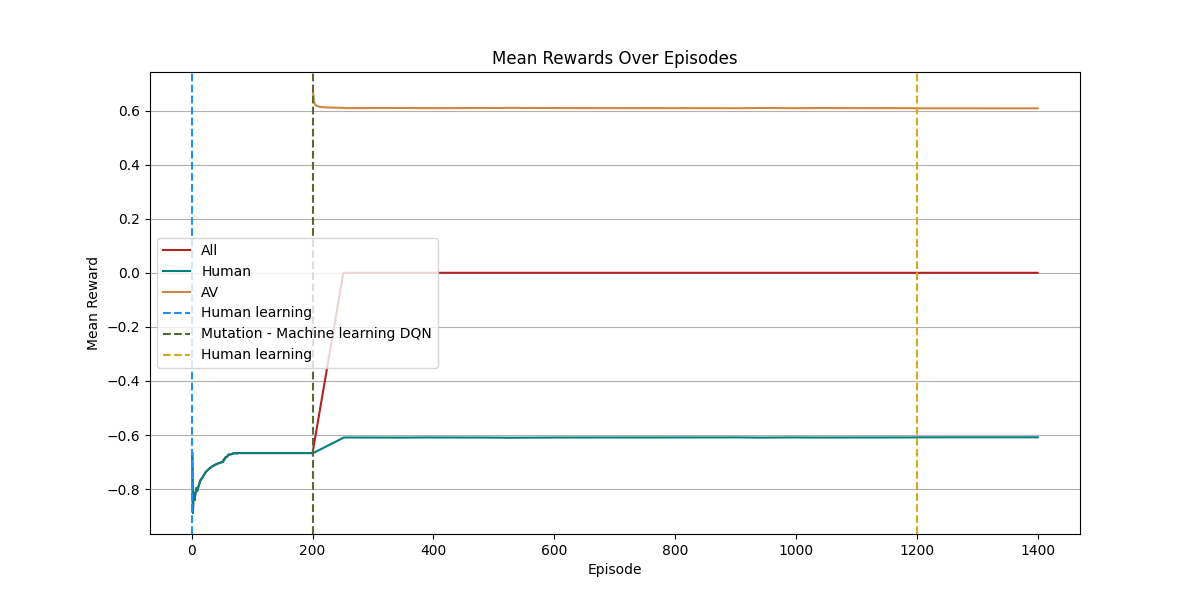 Mean Rewards Over Episodes
Mean Reward
0.6
0.4
0.2
0.0
−0.2
−0.4
−0.6
−0.8
All
Human
AV
Human learning
Mutation - Machine learning DQN
Human learning
0 200 400 600 800 1000 1200 1400
Episode